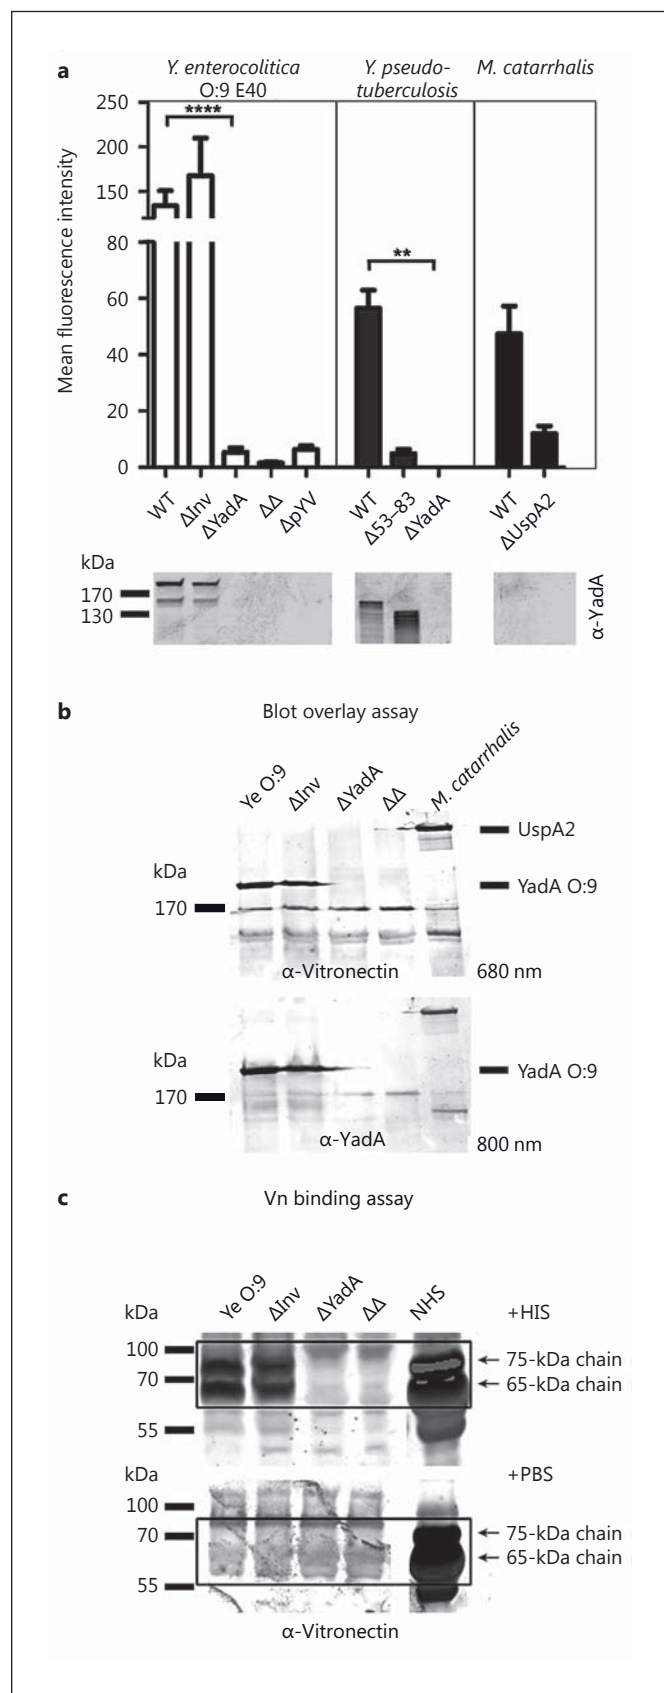 a
Y. enterocolitica
O:9 E40
Y. pseudo-
tuberculosis
M. catarrhalis
Mean fluorescence intensity
250
200
150
80
60
40
20
0
****
**
WT
ΔInv
ΔYadA
ΔΔ
ΔpYV
WT
Δ53–83
ΔYadA
WT
ΔUspA2
kDa
170
130
α-YadA
b
Blot overlay assay
Ye O:9
ΔInv
ΔYadA
ΔΔ
M. catarrhalis
UspA2
kDa
YadA O:9
170
α-Vitronectin
680 nm
kDa
YadA O:9
170
α-YadA
800 nm
c
Vn binding assay
Ye O:9
ΔInv
ΔYadA
ΔΔ
NHS
kDa
+HIS
100
75-kDa chain
70
65-kDa chain
55
kDa
+PBS
100
70
75-kDa chain
65-kDa chain
55
α-Vitronectin